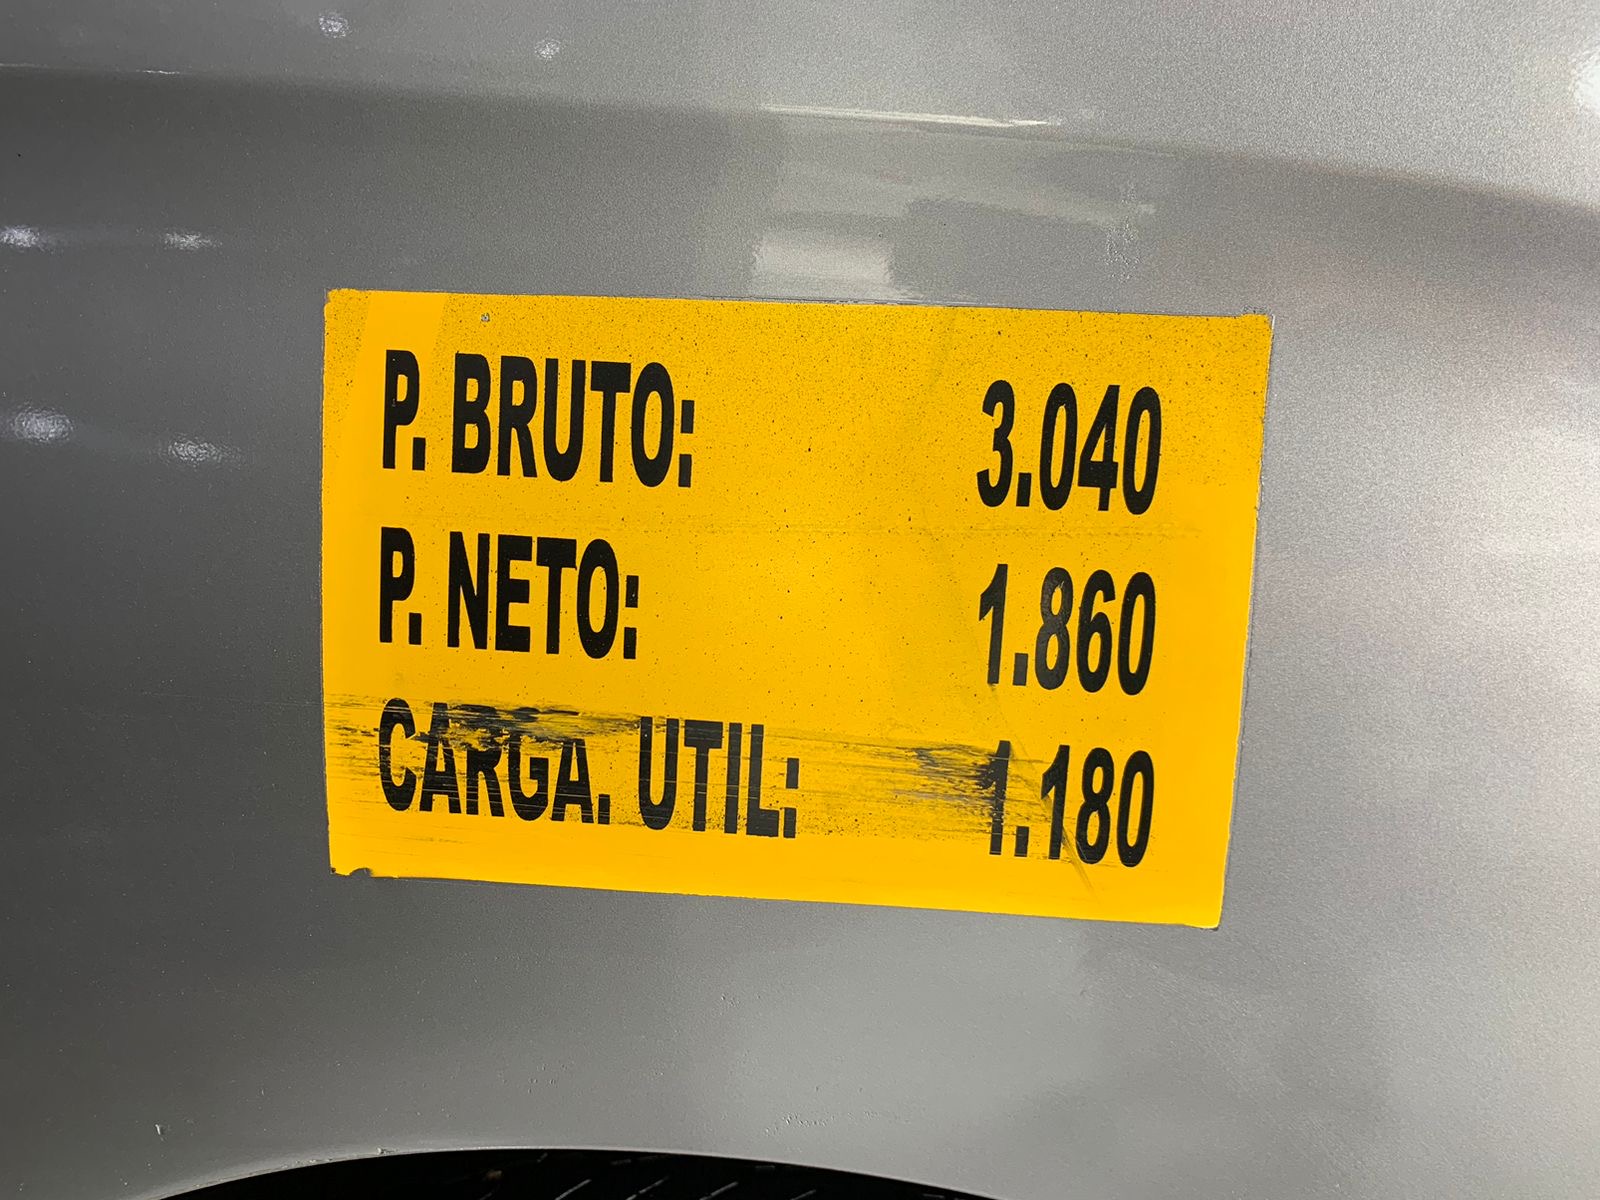 P. BRUTO: 3.040
P. NETO: 1.860
CARGA. UTIL: 1.180